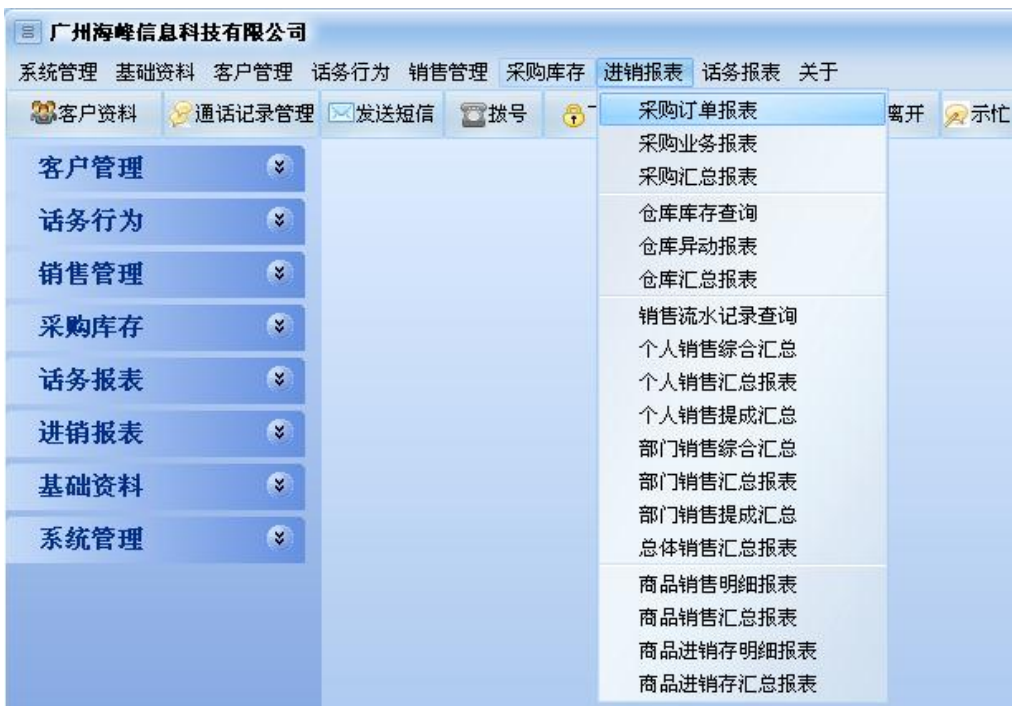 广州海峰信息科技有限公司
系统管理 基础资料 客户管理 话务行为 销售管理 采购库存 进销报表 话务报表 关于
客户资料 通话记录管理 发送短信 拨号 离开 示忙
采购订单报表
采购业务报表
采购汇总报表
仓库库存查询
仓库异动报表
仓库汇总报表
销售流水记录查询
个人销售综合汇总
个人销售汇总报表
个人销售提成汇总
部门销售综合汇总
部门销售汇总报表
部门销售提成汇总
总体销售汇总报表
商品销售明细报表
商品销售汇总报表
商品进销存明细报表
商品进销存汇总报表
客户管理
话务行为
销售管理
采购库存
话务报表
进销报表
基础资料
系统管理